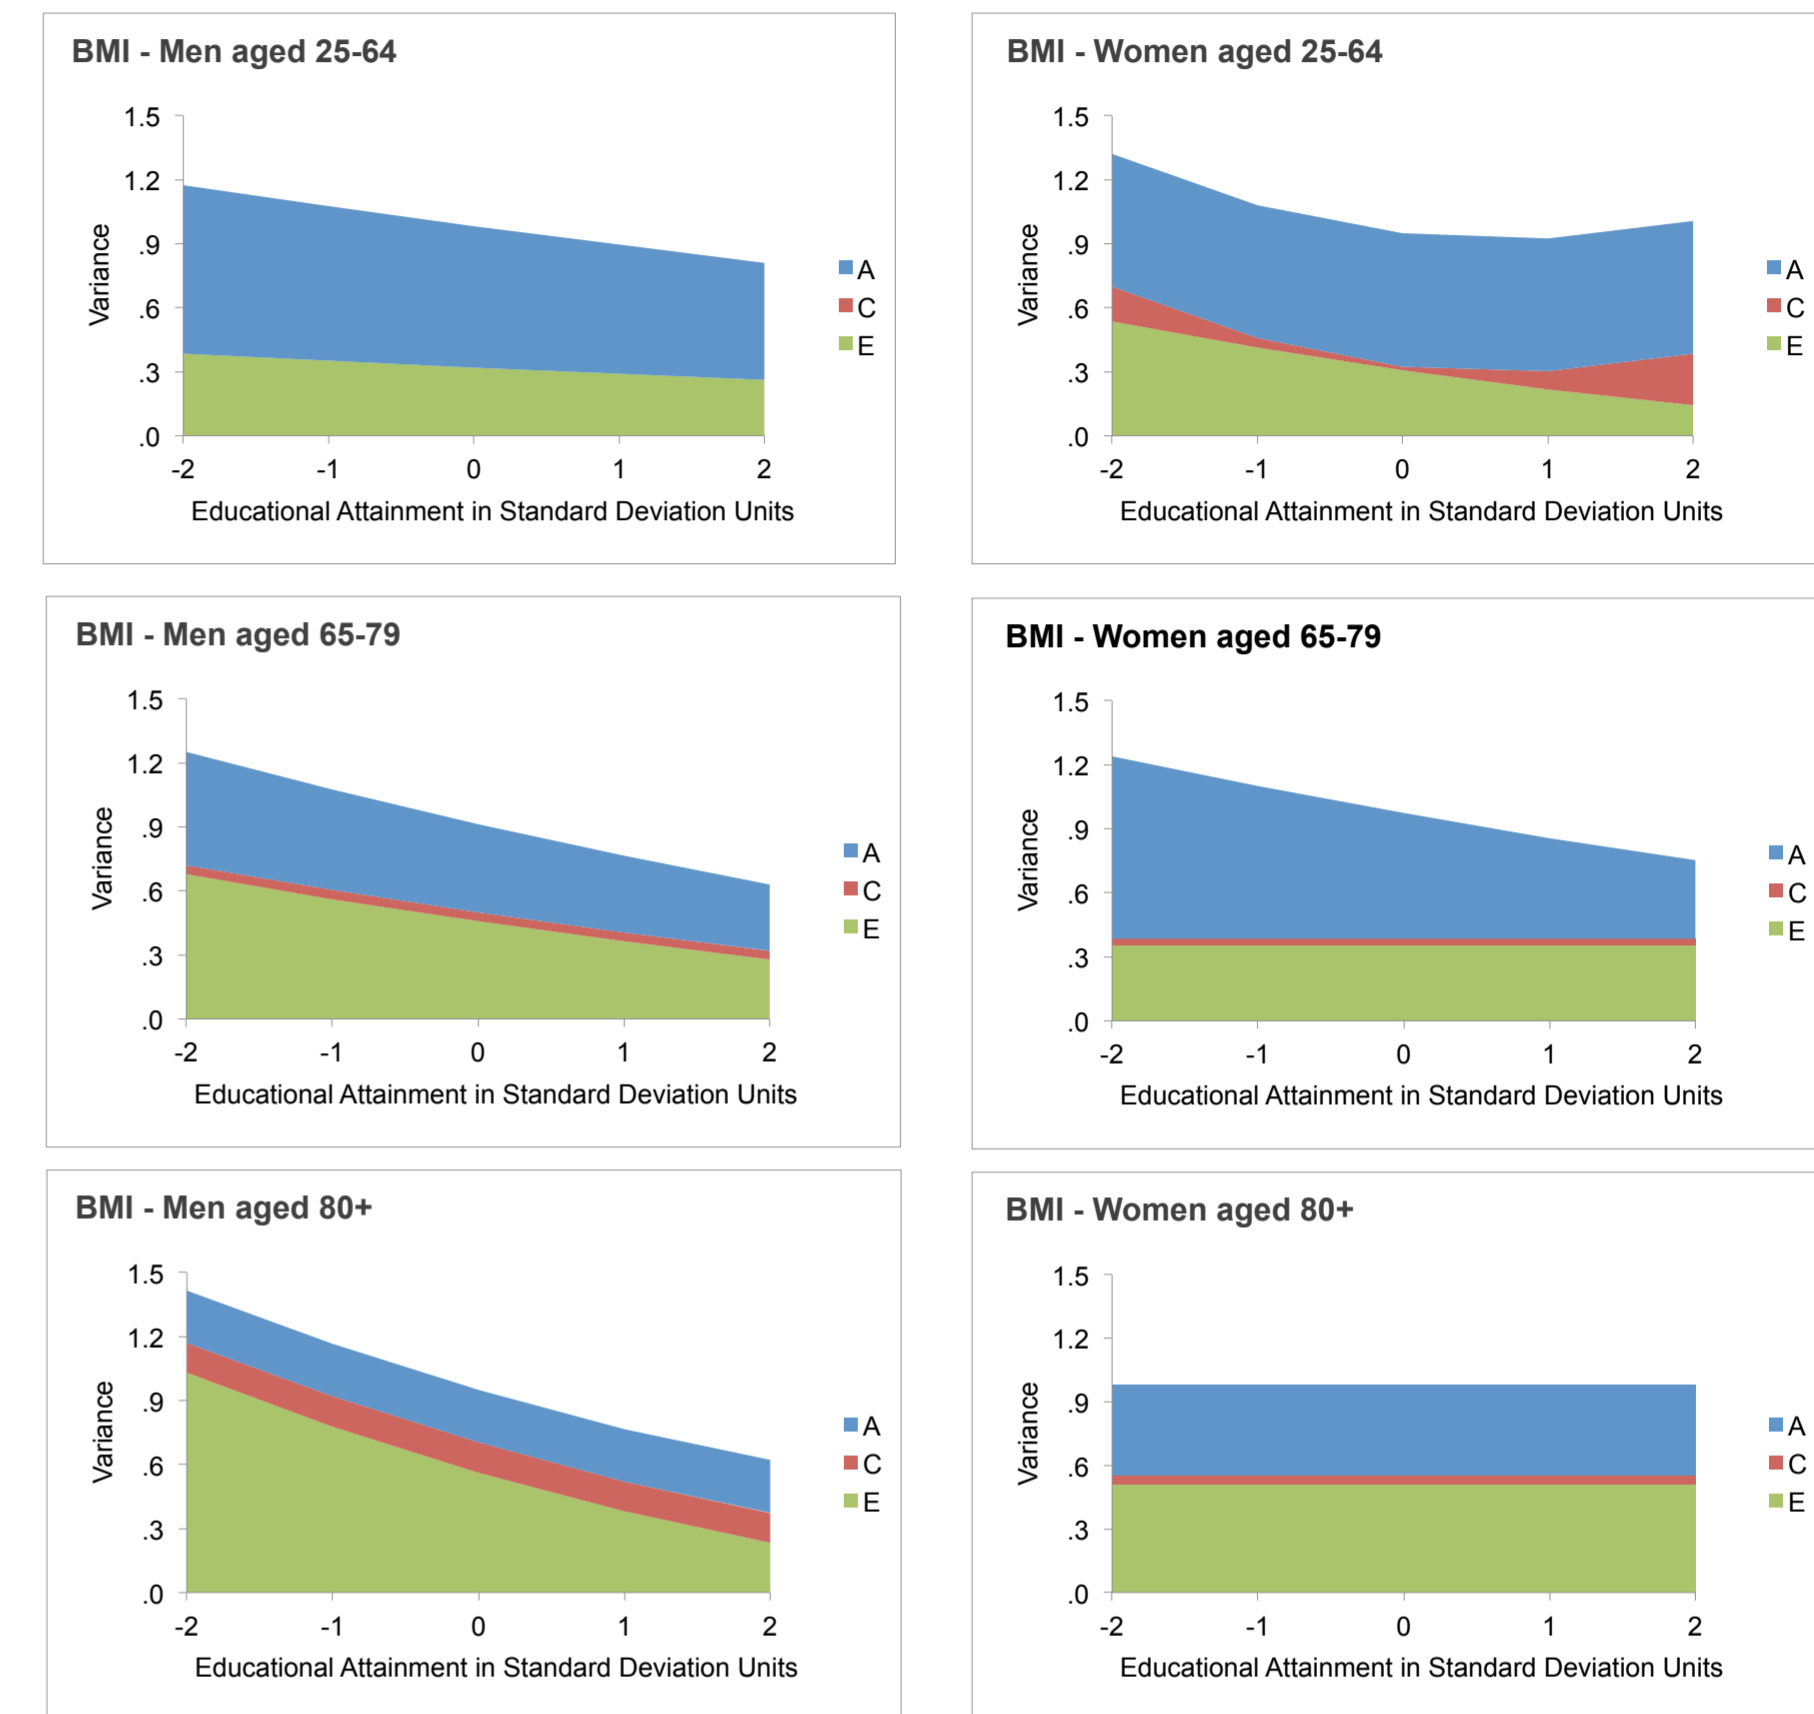 BMI - Men aged 25-64
1.5
1.2
.9
.6
.3
.0
Variance
-2 -1 0 1 2
Educational Attainment in Standard Deviation Units
A
C
E
BMI - Women aged 25-64
1.5
1.2
.9
.6
.3
.0
Variance
-2 -1 0 1 2
Educational Attainment in Standard Deviation Units
A
C
E
BMI - Men aged 65-79
1.5
1.2
.9
.6
.3
.0
Variance
-2 -1 0 1 2
Educational Attainment in Standard Deviation Units
A
C
E
BMI - Women aged 65-79
1.5
1.2
.9
.6
.3
.0
Variance
-2 -1 0 1 2
Educational Attainment in Standard Deviation Units
A
C
E
BMI - Men aged 80+
1.5
1.2
.9
.6
.3
.0
Variance
-2 -1 0 1 2
Educational Attainment in Standard Deviation Units
A
C
E
BMI - Women aged 80+
1.5
1.2
.9
.6
.3
.0
Variance
-2 -1 0 1 2
Educational Attainment in Standard Deviation Units
A
C
E